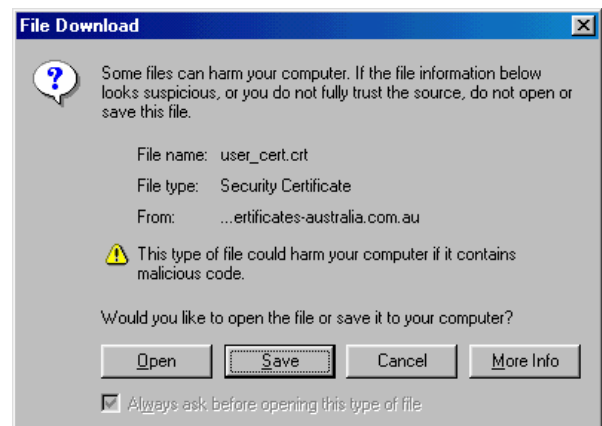 File Download
?
Some files can harm your computer. If the file information below
looks suspicious, or you do not fully trust the source, do not open or
save this file.
File name: user_cert.crt
File type: Security Certificate
From: ...ertificates-australia.com.au
! This type of file could harm your computer if it contains
malicious code.
Would you like to open the file or save it to your computer?
Open Save Cancel More Info
Always ask before opening this type of file